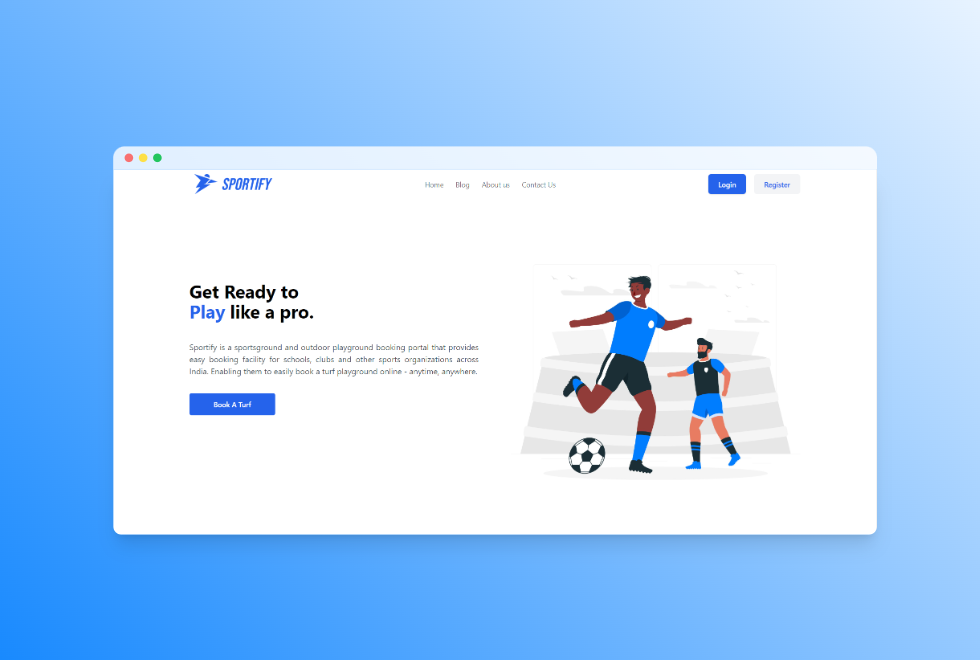 SPORTIFY
Home Blog About us Contact Us
Login Register
Get Ready to
Play like a pro.
Sportify is a sportsground and outdoor playground booking portal that provides
easy booking facility for schools, clubs and other sports organizations across
India. Enabling them to easily book a turf playground online - anytime, anywhere.
Book A Turf